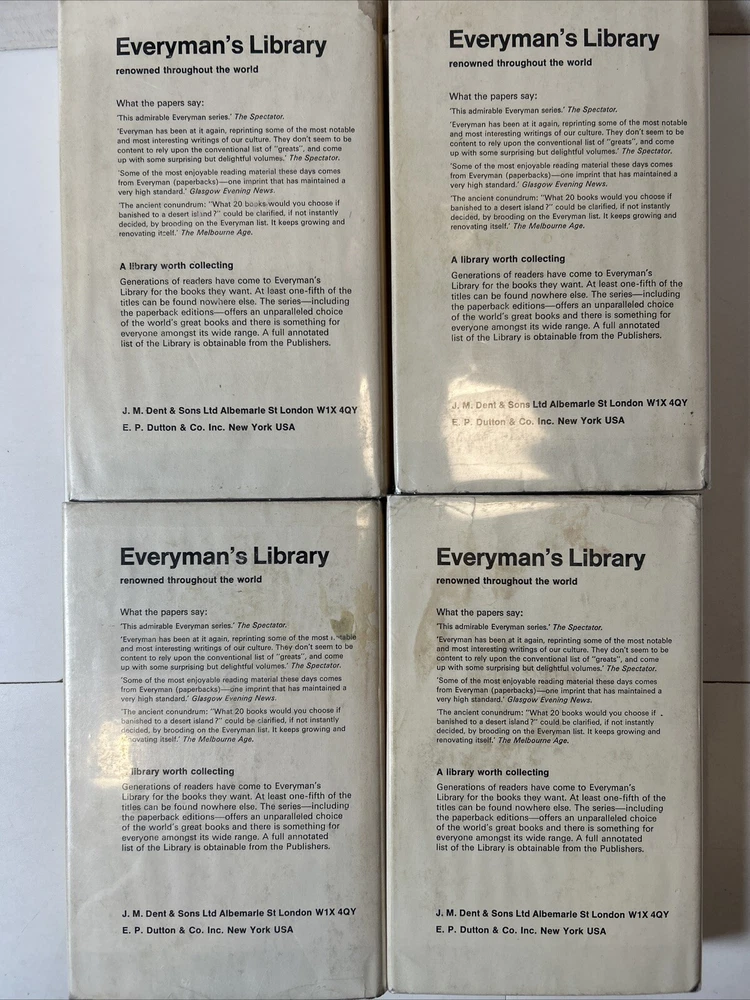 Everyman's Library
renowned throughout the world
What the papers say:
'This admirable Everyman series.' The Spectator.
'Everyman has been at it again, reprinting some of the most notable
and most interesting writings of our culture. They don't seem to be
content to rely upon the conventional list of "greats", and come
up with some surprising but delightful volumes.' The Spectator.
'Some of the most enjoyable reading material these days comes
from Everyman (paperbacks)—one imprint that has maintained a
very high standard.' Glasgow Evening News.
'The ancient conundrum: "What 20 books would you choose if
banished to a desert island?" could be clarified, if not instantly
decided, by brooding on the Everyman list. It keeps growing and
renovating itself.' The Melbourne Age.
A library worth collecting
Generations of readers have come to Everyman's
Library for the books they want. At least one-fifth of the
titles can be found nowhere else. The series—including
the paperback editions—offers an unparalleled choice
of the world's great books and there is something for
everyone amongst its wide range. A full annotated
list of the Library is obtainable from the Publishers.
J. M. Dent & Sons Ltd Albemarle St London W1X 4QY
E. P. Dutton & Co. Inc. New York USA
Everyman's Library
renowned throughout the world
What the papers say:
'This admirable Everyman series.' The Spectator.
'Everyman has been at it again, reprinting some of the most notable
and most interesting writings of our culture. They don't seem to be
content to rely upon the conventional list of "greats", and come
up with some surprising but delightful volumes.' The Spectator.
'Some of the most enjoyable reading material these days comes
from Everyman (paperbacks)—one imprint that has maintained a
very high standard.' Glasgow Evening News.
'The ancient conundrum: "What 20 books would you choose if
banished to a desert island?" could be clarified, if not instantly
decided, by brooding on the Everyman list. It keeps growing and
renovating itself.' The Melbourne Age.
A library worth collecting
Generations of readers have come to Everyman's
Library for the books they want. At least one-fifth of the
titles can be found nowhere else. The series—including
the paperback editions—offers an unparalleled choice
of the world's great books and there is something for
everyone amongst its wide range. A full annotated
list of the Library is obtainable from the Publishers.
J. M. Dent & Sons Ltd Albemarle St London W1X 4QY
E. P. Dutton & Co. Inc. New York USA
Everyman's Library
renowned throughout the world
What the papers say:
'This admirable Everyman series.' The Spectator.
'Everyman has been at it again, reprinting some of the most notable
and most interesting writings of our culture. They don't seem to be
content to rely upon the conventional list of "greats", and come
up with some surprising but delightful volumes.' The Spectator.
'Some of the most enjoyable reading material these days comes
from Everyman (paperbacks)—one imprint that has maintained a
very high standard.' Glasgow Evening News.
'The ancient conundrum: "What 20 books would you choose if
banished to a desert island?" could be clarified, if not instantly
decided, by brooding on the Everyman list. It keeps growing and
renovating itself.' The Melbourne Age.
library worth collecting
Generations of readers have come to Everyman's
Library for the books they want. At least one-fifth of the
titles can be found nowhere else. The series—including
the paperback editions—offers an unparalleled choice
of the world's great books and there is something for
everyone amongst its wide range. A full annotated
list of the Library is obtainable from the Publishers.
J. M. Dent & Sons Ltd Albemarle St London W1X 4QY
E. P. Dutton & Co. Inc. New York USA
Everyman's Library
renowned throughout the world
What the papers say:
'This admirable Everyman series.' The Spectator.
'Everyman has been at it again, reprinting some of the most notable
and most interesting writings of our culture. They don't seem to be
content to rely upon the conventional list of "greats", and come
up with some surprising but delightful volumes.' The Spectator.
'Some of the most enjoyable reading material these days comes
from Everyman (paperbacks)—one imprint that has maintained a
very high standard.' Glasgow Evening News.
'The ancient conundrum: "What 20 books would you choose if
banished to a desert island?" could be clarified, if not instantly
decided, by brooding on the Everyman list. It keeps growing and
renovating itself.' The Melbourne Age.
A library worth collecting
Generations of readers have come to Everyman's
Library for the books they want. At least one-fifth of the
titles can be found nowhere else. The series—including
the paperback editions—offers an unparalleled choice
of the world's great books and there is something for
everyone amongst its wide range. A full annotated
list of the Library is obtainable from the Publishers.
J. M. Dent & Sons Ltd Albemarle St London W1X 4QY
E. P. Dutton & Co. Inc. New York USA